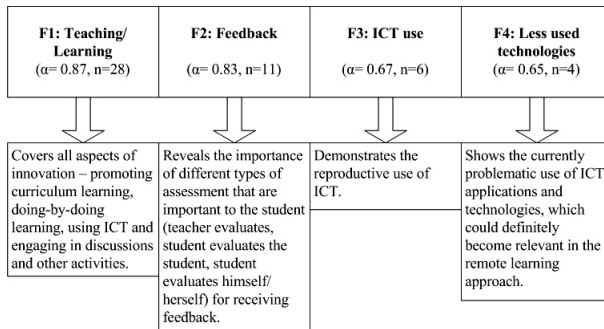 F1: Teaching/
Learning
(α= 0.87, n=28)
F2: Feedback
(α= 0.83, n=11)
F3: ICT use
(α= 0.67, n=6)
F4: Less used
technologies
(α= 0.65, n=4)
Covers all aspects of
innovation – promoting
curriculum learning,
doing-by-doing
learning, using ICT and
engaging in discussions
and other activities.
Reveals the importance
of different types of
assessment that are
important to the student
(teacher evaluates,
student evaluates the
student, student
evaluates himself/
herself) for receiving
feedback.
Demonstrates the
reproductive use of
ICT.
Shows the currently
problematic use of ICT
applications and
technologies, which
could definitely
become relevant in the
remote learning
approach.